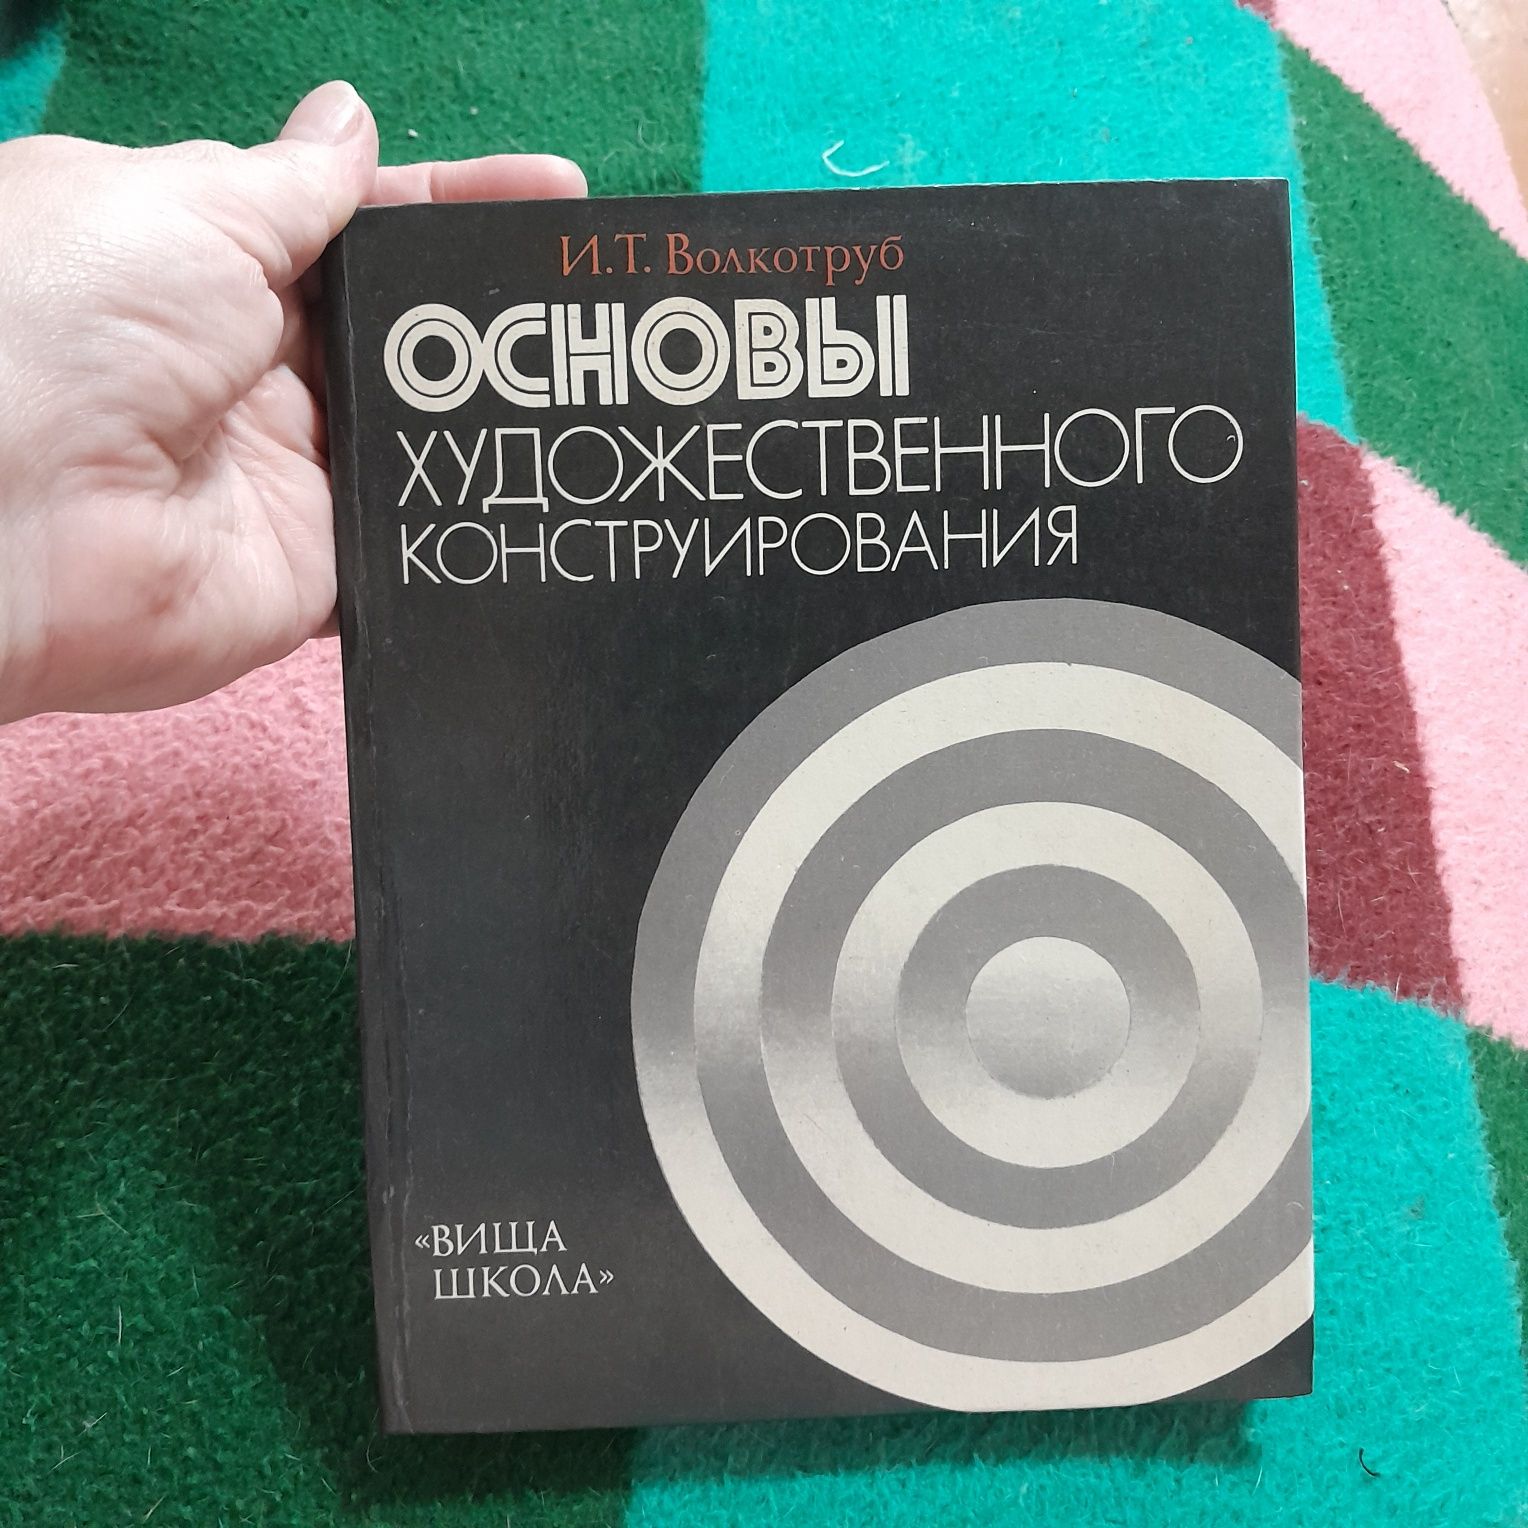 И.Т. Волкотруб
ОСНОВЫ
ХУДОЖЕСТВЕННОГО
КОНСТРУИРОВАНИЯ
«ВИЩА
ШКОЛА»